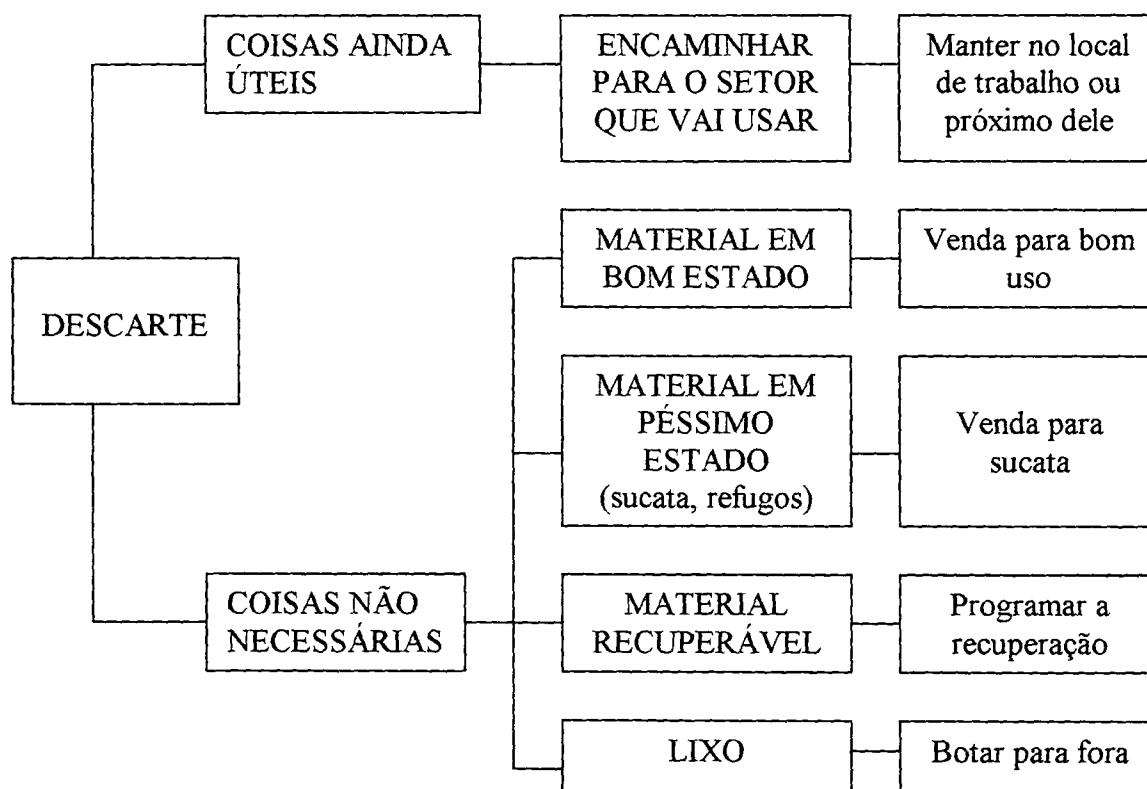 COISAS AINDA
ÚTEIS
ENCAMINHAR
PARA O SETOR
QUE VAI USAR
Manter no local
de trabalho ou
próximo dele
DESCARTE
MATERIAL EM
BOM ESTADO
Venda para bom
uso
MATERIAL EM
PÉSSIMO
ESTADO
(sucata, refugos)
Venda para
sucata
COISAS NÃO
NECESSÁRIAS
MATERIAL
RECUPERÁVEL
Programar a
recuperação
LIXO
Botar para fora